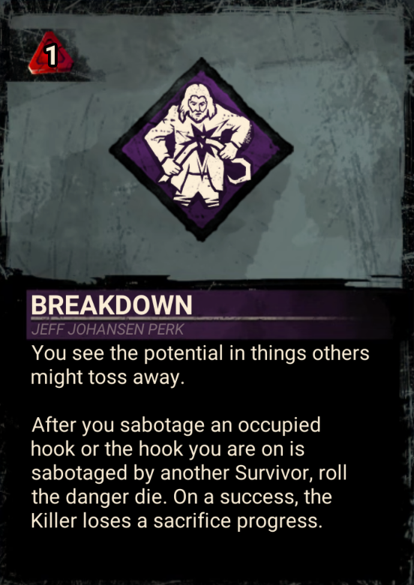 1
BREAKDOWN
JEFF JOHANSEN PERK
You see the potential in things others
might toss away.
After you sabotage an occupied
hook or the hook you are on is
sabotaged by another Survivor, roll
the danger die. On a success, the
Killer loses a sacrifice progress.